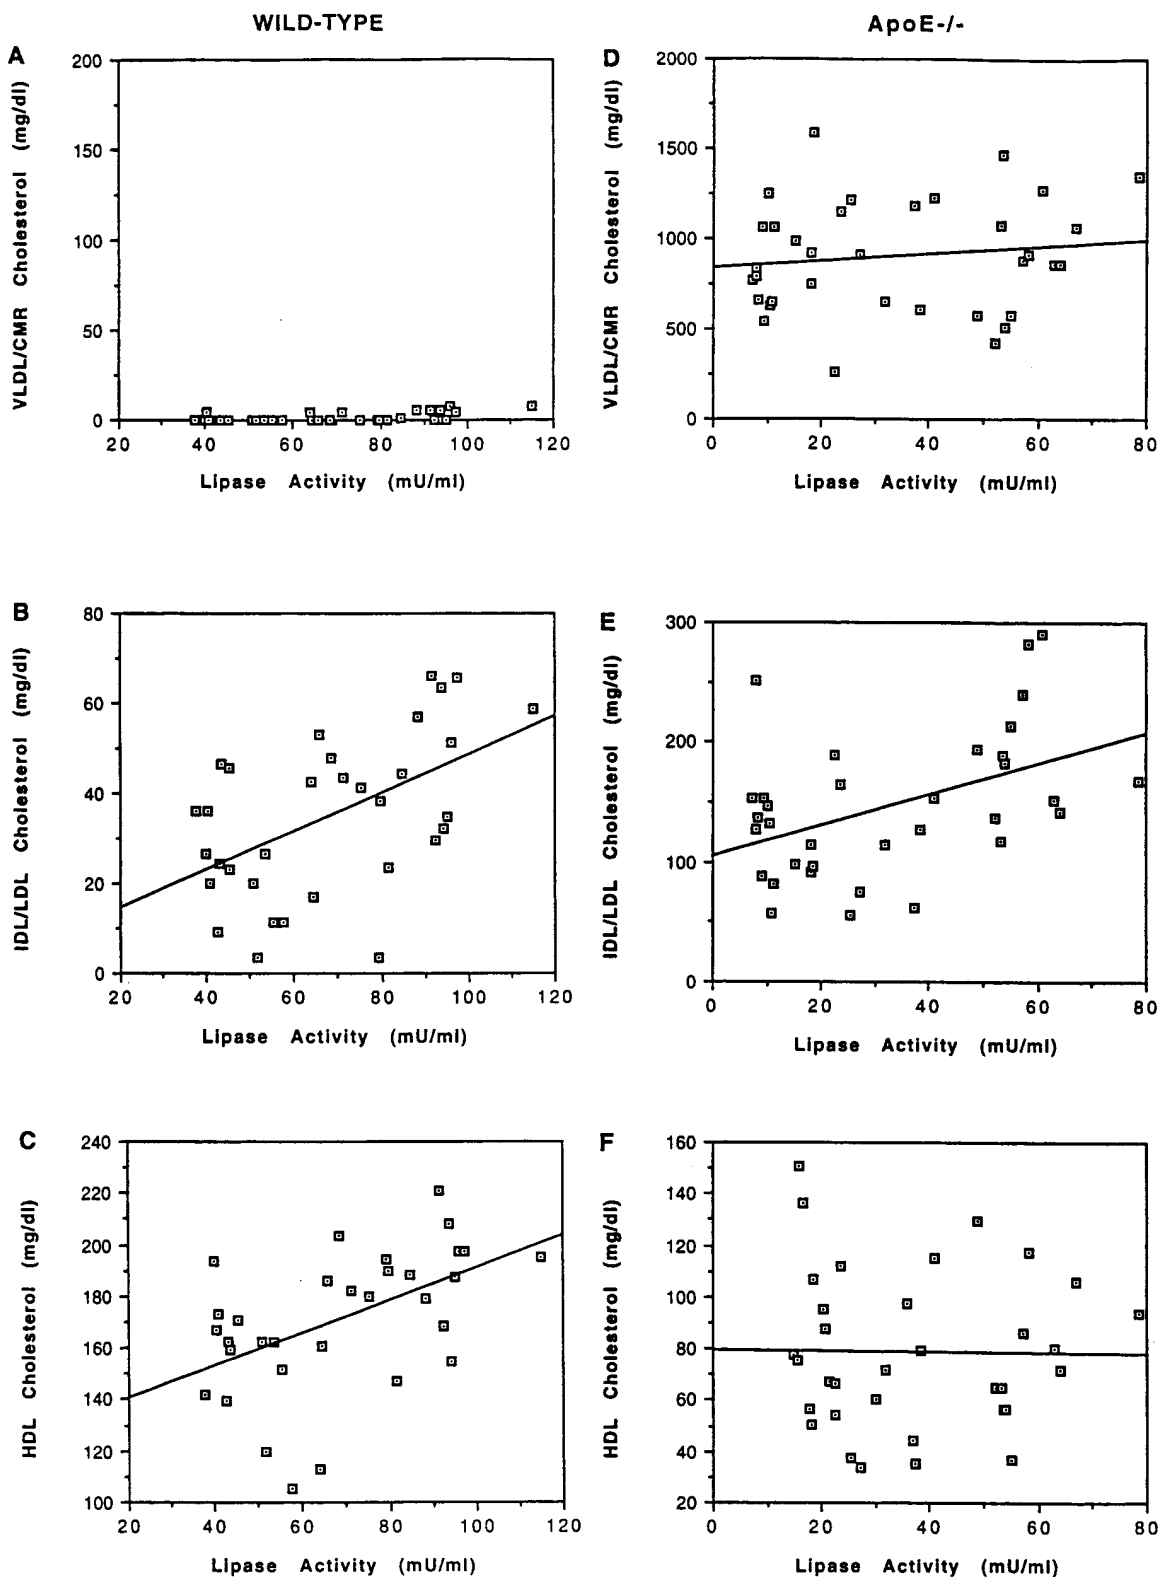 WILD-TYPE
ApoE-/-
A
VLDL/CMR Cholesterol (mg/dl)
200
150
100
50
0
20 40 60 80 100 120
Lipase Activity (mU/ml)
D
VLDL/CMR Cholesterol (mg/dl)
2000
1500
1000
500
0
0 20 40 60 80
Lipase Activity (mU/ml)
B
IDL/LDL Cholesterol (mg/dl)
80
60
40
20
0
20 40 60 80 100 120
Lipase Activity (mU/ml)
E
IDL/LDL Cholesterol (mg/dl)
300
200
100
0
0 20 40 60 80
Lipase Activity (mU/ml)
C
HDL Cholesterol (mg/dl)
240
220
200
180
160
140
120
100
20 40 60 80 100 120
Lipase Activity (mU/ml)
F
HDL Cholesterol (mg/dl)
160
140
120
100
80
60
40
20
0 20 40 60 80
Lipase Activity (mU/ml)